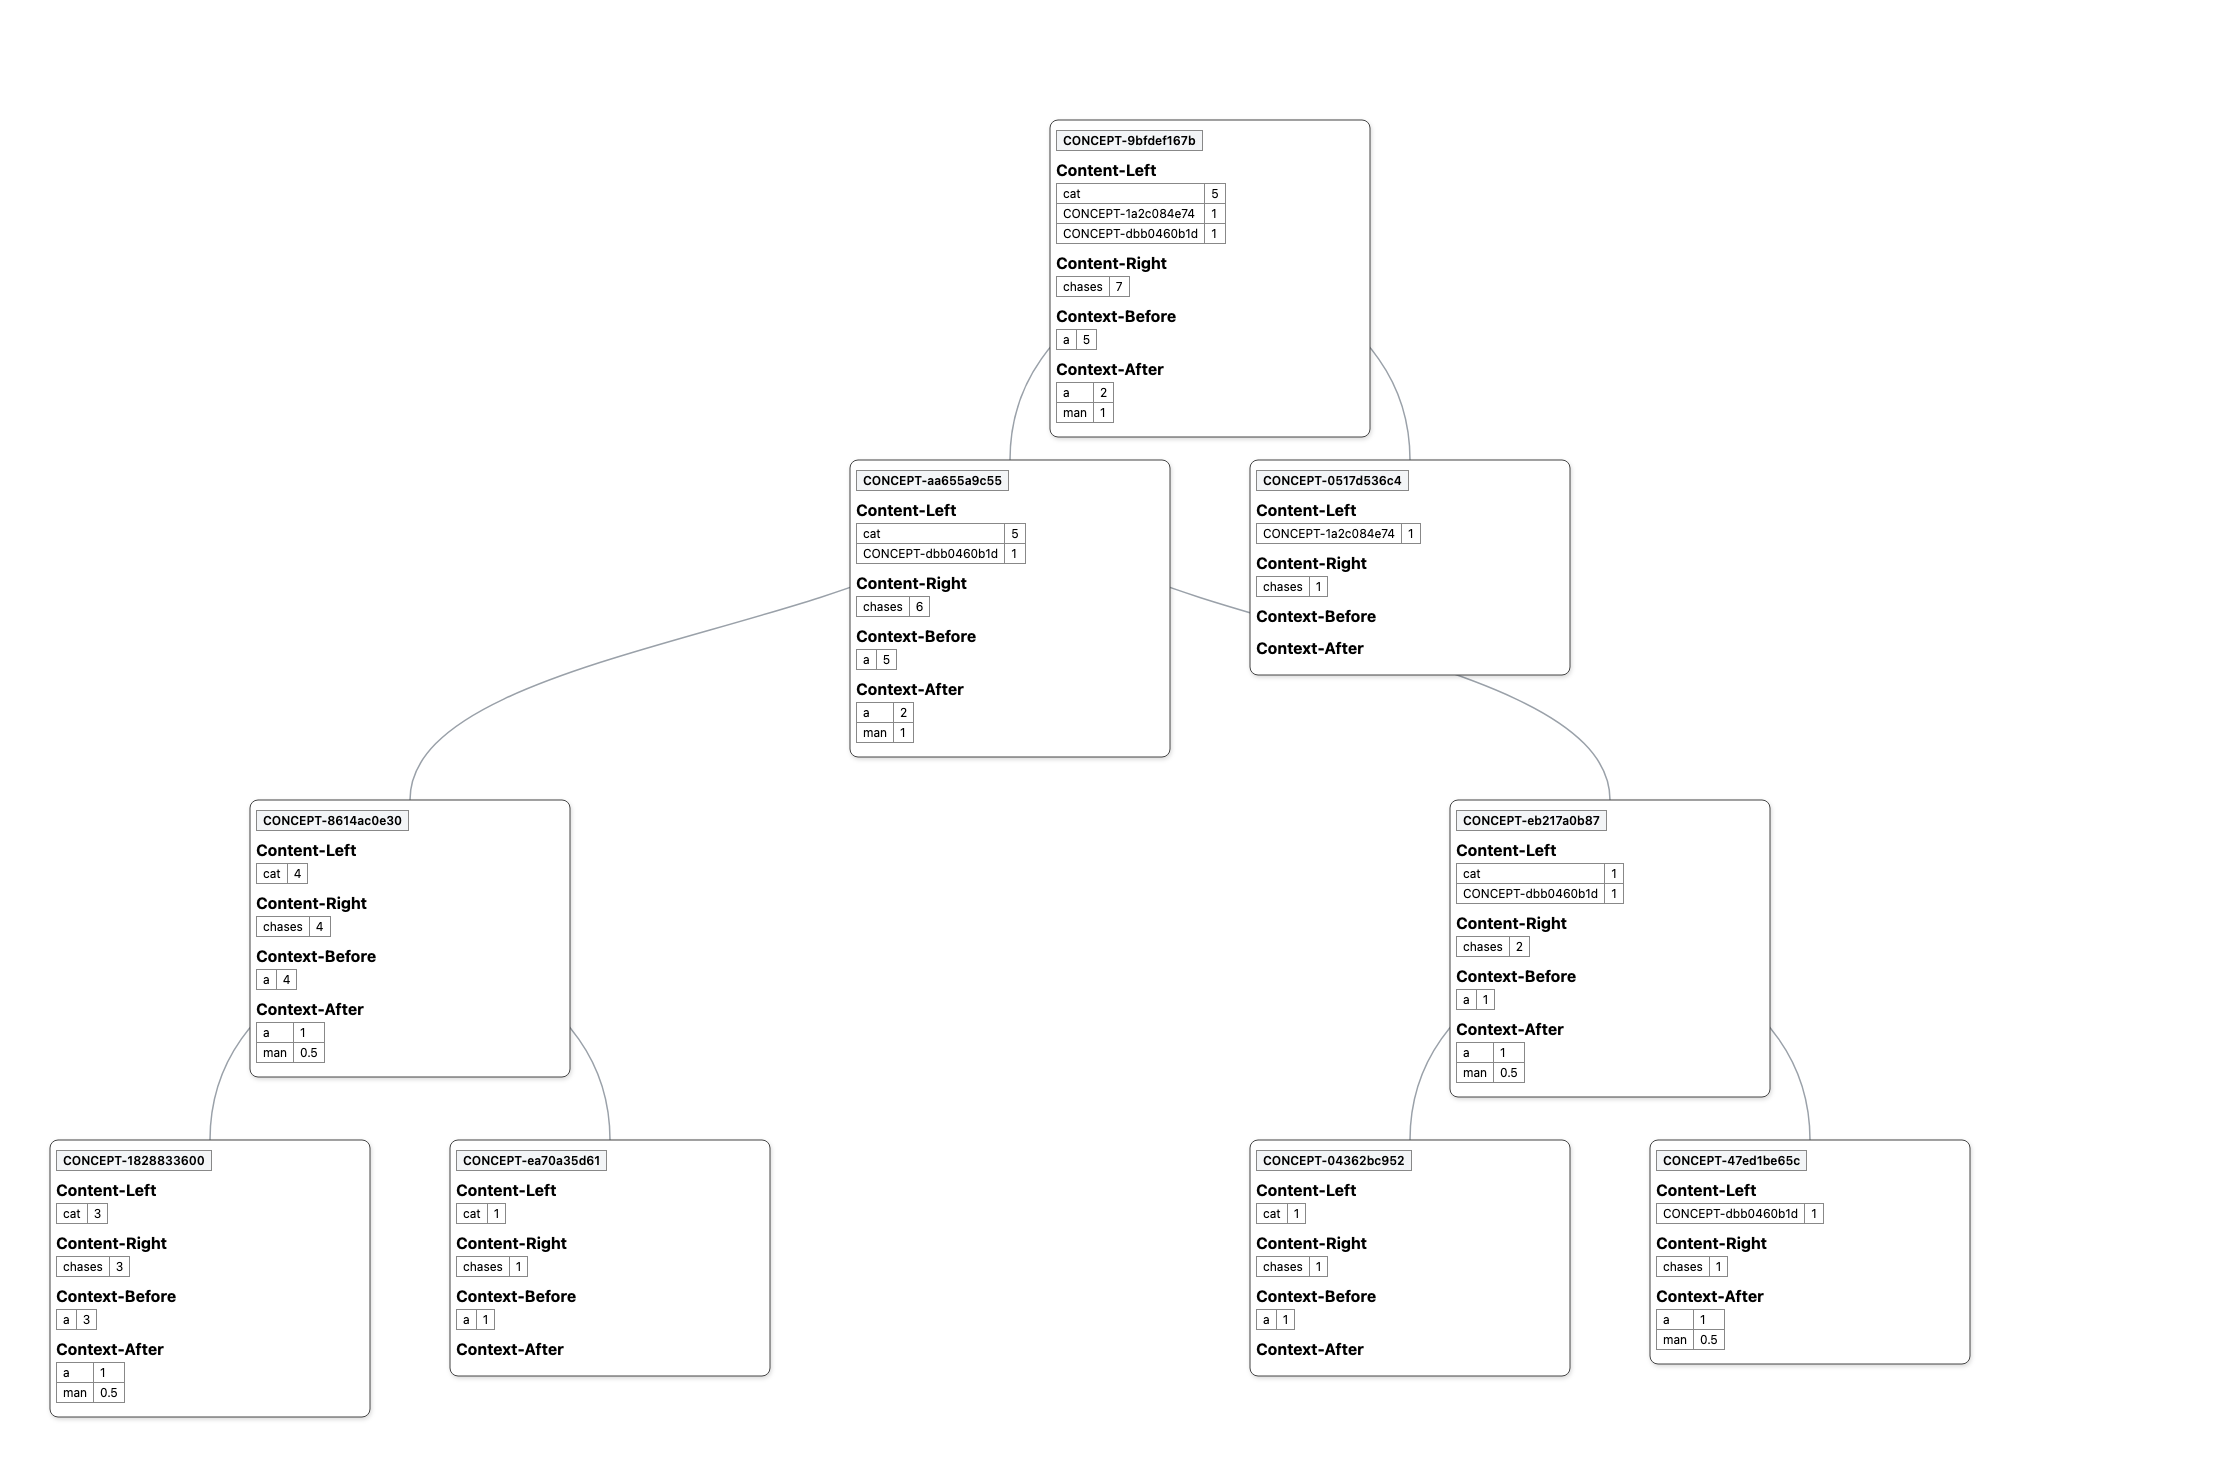 CONCEPT-9bfdef167b
Content-Left
cat 5
CONCEPT-1a2c084e74 1
CONCEPT-dbb0460b1d 1
Content-Right
chases 7
Context-Before
a 5
Context-After
a 2
man 1
CONCEPT-aa655a9c55
Content-Left
cat 5
CONCEPT-dbb0460b1d 1
Content-Right
chases 6
Context-Before
a 5
Context-After
a 2
man 1
CONCEPT-0517d536c4
Content-Left
CONCEPT-1a2c084e74 1
Content-Right
chases 1
Context-Before
Context-After
CONCEPT-8614ac0e30
Content-Left
cat 4
Content-Right
chases 4
Context-Before
a 4
Context-After
a 1
man 0.5
CONCEPT-eb217a0b87
Content-Left
cat 1
CONCEPT-dbb0460b1d 1
Content-Right
chases 2
Context-Before
a 1
Context-After
a 1
man 0.5
CONCEPT-1828833600
Content-Left
cat 3
Content-Right
chases 3
Context-Before
a 3
Context-After
a 1
man 0.5
CONCEPT-ea70a35d61
Content-Left
cat 1
Content-Right
chases 1
Context-Before
a 1
Context-After
CONCEPT-04362bc952
Content-Left
cat 1
Content-Right
chases 1
Context-Before
a 1
Context-After
CONCEPT-47ed1be65c
Content-Left
CONCEPT-dbb0460b1d 1
Content-Right
chases 1
Context-After
a 1
man 0.5